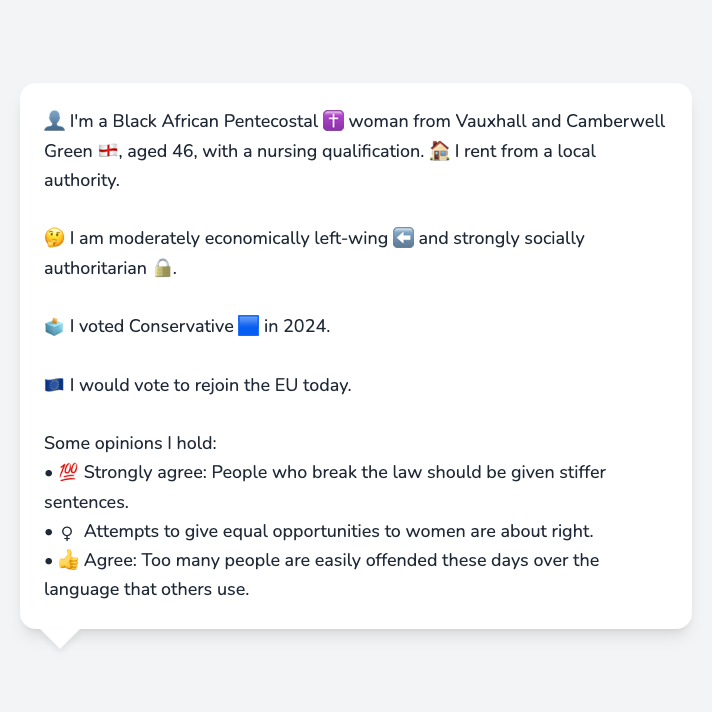 👤 I'm a Black African Pentecostal ✝️ woman from Vauxhall and Camberwell
Green 🏴󠁧󠁢󠁥󠁮󠁧󠁿, aged 46, with a nursing qualification. 🏠 I rent from a local
authority.
🤔 I am moderately economically left-wing ⬅️ and strongly socially
authoritarian 🔒.
🗳️ I voted Conservative 🟦 in 2024.
🇪🇺 I would vote to rejoin the EU today.
Some opinions I hold:
• 💯 Strongly agree: People who break the law should be given stiffer
sentences.
• ♀ Attempts to give equal opportunities to women are about right.
• 👍 Agree: Too many people are easily offended these days over the
language that others use.